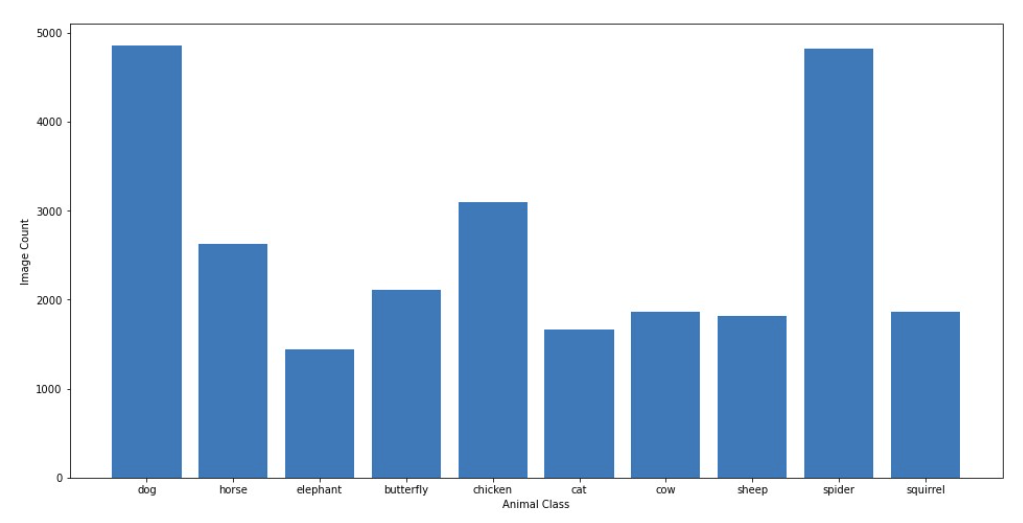 5000
4000
3000
2000
1000
0
Image Count
dog horse elephant butterfly chicken cat cow sheep spider squirrel
Animal Class